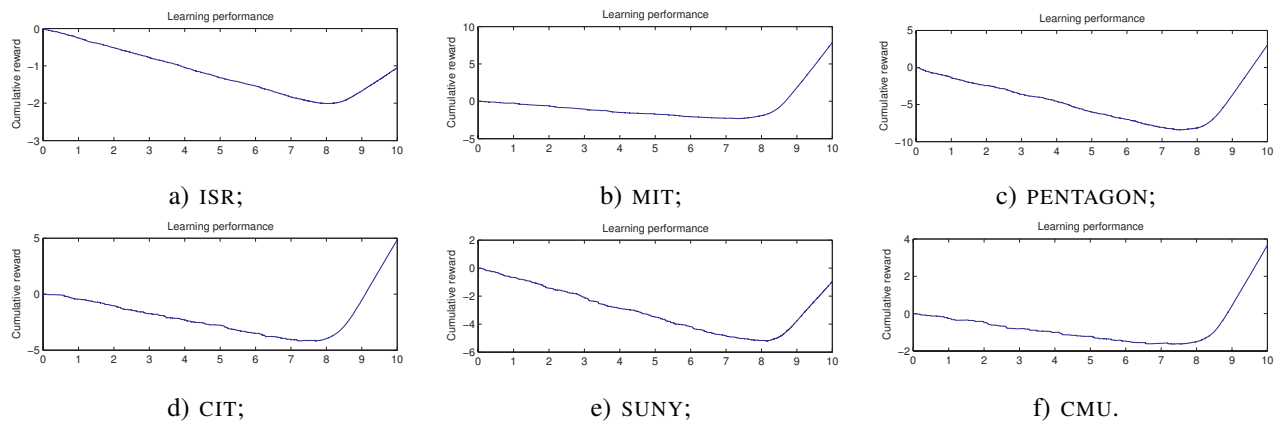 Learning performance
Cumulative reward
0
−1
−2
−3
0 1 2 3 4 5 6 7 8 9 10
a) ISR;
Learning performance
Cumulative reward
10
5
0
−5
0 1 2 3 4 5 6 7 8 9 10
b) MIT;
Learning performance
Cumulative reward
5
0
−5
−10
0 1 2 3 4 5 6 7 8 9 10
c) PENTAGON;
Learning performance
Cumulative reward
5
0
−5
0 1 2 3 4 5 6 7 8 9 10
d) CIT;
Learning performance
Cumulative reward
2
0
−2
−4
−6
0 1 2 3 4 5 6 7 8 9 10
e) SUNY;
Learning performance
Cumulative reward
4
2
0
−2
0 1 2 3 4 5 6 7 8 9 10
f) CMU.